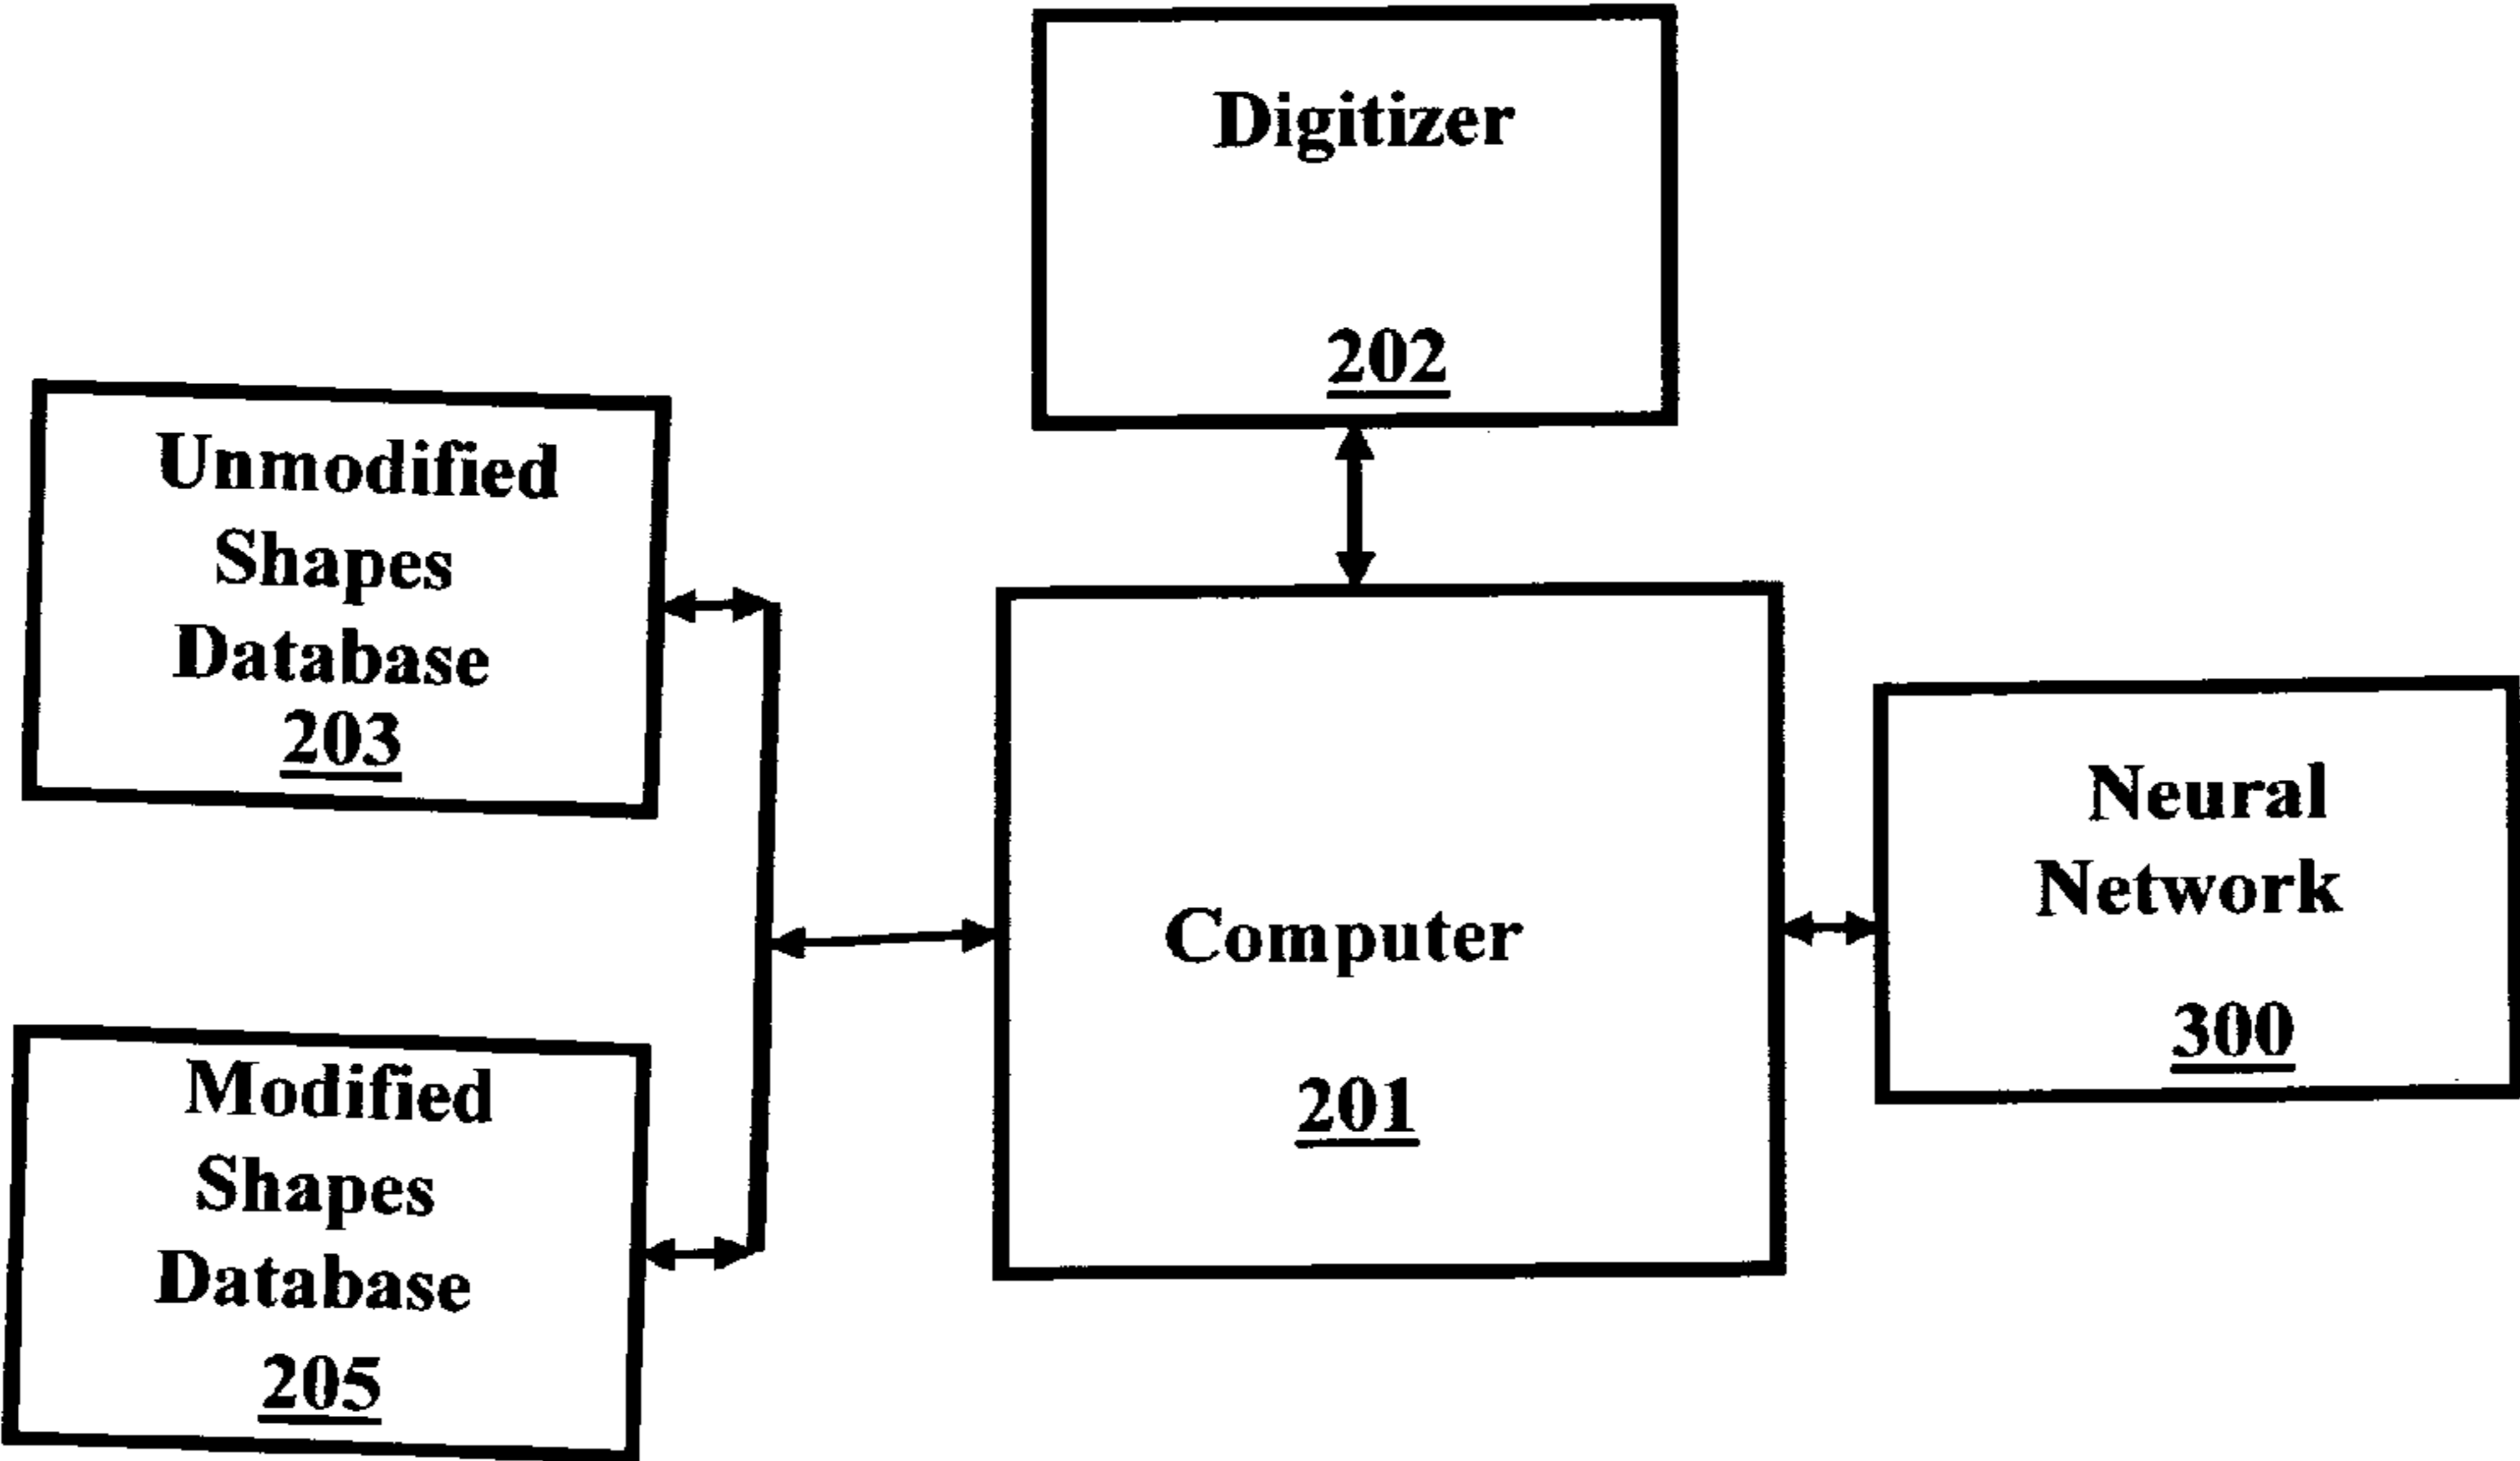 Digitizer
202
Unmodified
Shapes
Database
203
Computer
201
Neural
Network
300
Modified
Shapes
Database
205